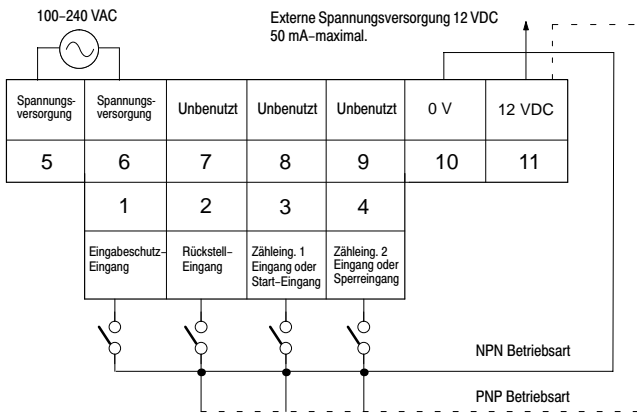 100–240 VAC
Externe Spannungsversorgung 12 VDC
50 mA–maximal.
Spannungs-
versorgung
Spannungs-
versorgung
Unbenutzt
Unbenutzt
Unbenutzt
0 V
12 VDC
5
6
7
8
9
10
11
1
2
3
4
Eingabeschutz–
Eingang
Rückstell–
Eingang
Zähleing. 1
Eingang oder
Start–Eingang
Zähleing. 2
Eingang oder
Sperreingang
NPN Betriebsart
PNP Betriebsart